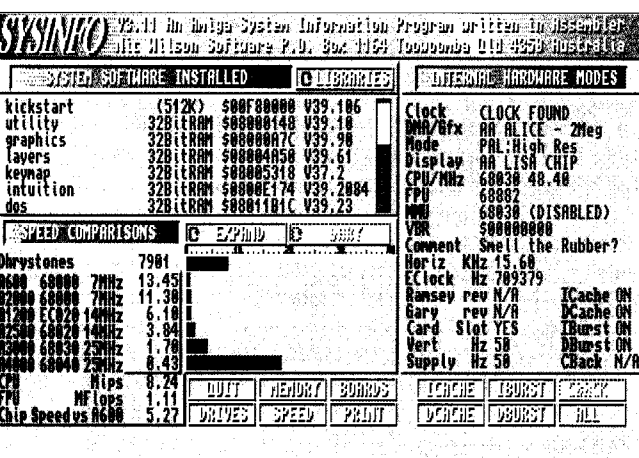 SYSINFO V3.11 An Amiga System Information Program written in Assembler
Nic Wilson Software P.O. Box 1164 Toowoomba Qld 4350 Australia
SYSTEM SOFTWARE INSTALLED
LIBRARIES
kickstart (512K) $00F80000 V39.106
utility 32BitRAM $08000148 V39.10
graphics 32BitRAM V39.90
layers 32BitRAM V39.61
keymap 32BitRAM $08005318 V37.2
intuition 32BitRAM $0800E174 V39.2084
dos 32BitRAM V39.23
INTERNAL HARDWARE MODES
Clock CLOCK FOUND
DMA/Gfx AA ALICE - 2Meg
Mode PAL:High Res
Display AA LISA CHIP
CPU/MHz 68030 48.40
FPU 68882
MMU 68030 (DISABLED)
VBR $00000000
Comment Smell the Rubber?
Horiz KHz 15.60
EClock Hz 709379
Ramsey rev N/A ICache ON
Gary rev N/A DCache ON
Card Slot YES IBurst ON
Vert Hz 50 DBurst ON
Supply Hz 50 CBack N/A
SPEED COMPARISONS
EXPAND
Dhrystones 7901
A600 68000 7MHz 13.45
B2000 68000 7MHz 11.30
A1200 EC020 14MHz 6.10
A2500 68020 14MHz 3.84
A3000 68030 25MHz 1.70
A4000 68040 25MHz 0.43
CPU Mips 8.24
FPU MFlops 1.11
Chip Speed vs A600 5.27
QUIT MEMORY BOARDS
DRIVES SPEED PRINT
ICACHE IBURST CBACK
DCACHE DBURST ALL